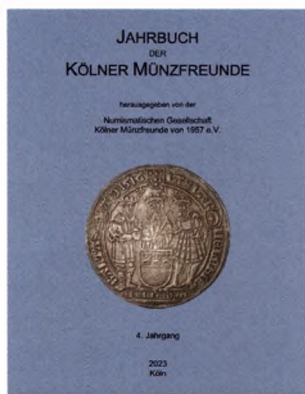 JAHRBUCH
DER
KÖLNER MÜNZFREUNDE
herausgegeben von der
Numismatischen Gesellschaft
Kölner Münzfreunde von 1957 e.V.
4. Jahrgang
2023
Köln